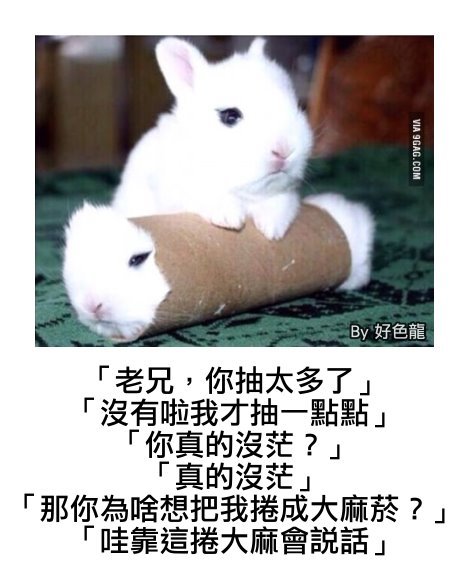 VIA 9GAG.COM
By 好色龍
「老兄，你抽太多了」
「沒有啦我才抽一點點」
「你真的沒茫？」
「真的沒茫」
「那你為啥想把我捲成大麻菸？」
「哇靠這捲大麻會説話」